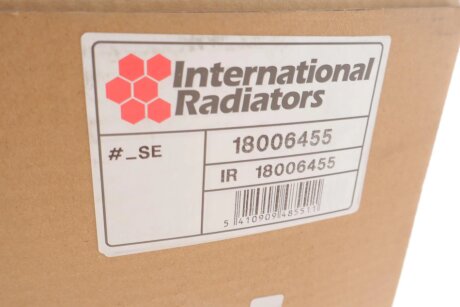 International
Radiators
#_SE
18006455
IR 18006455
5 410909 485511